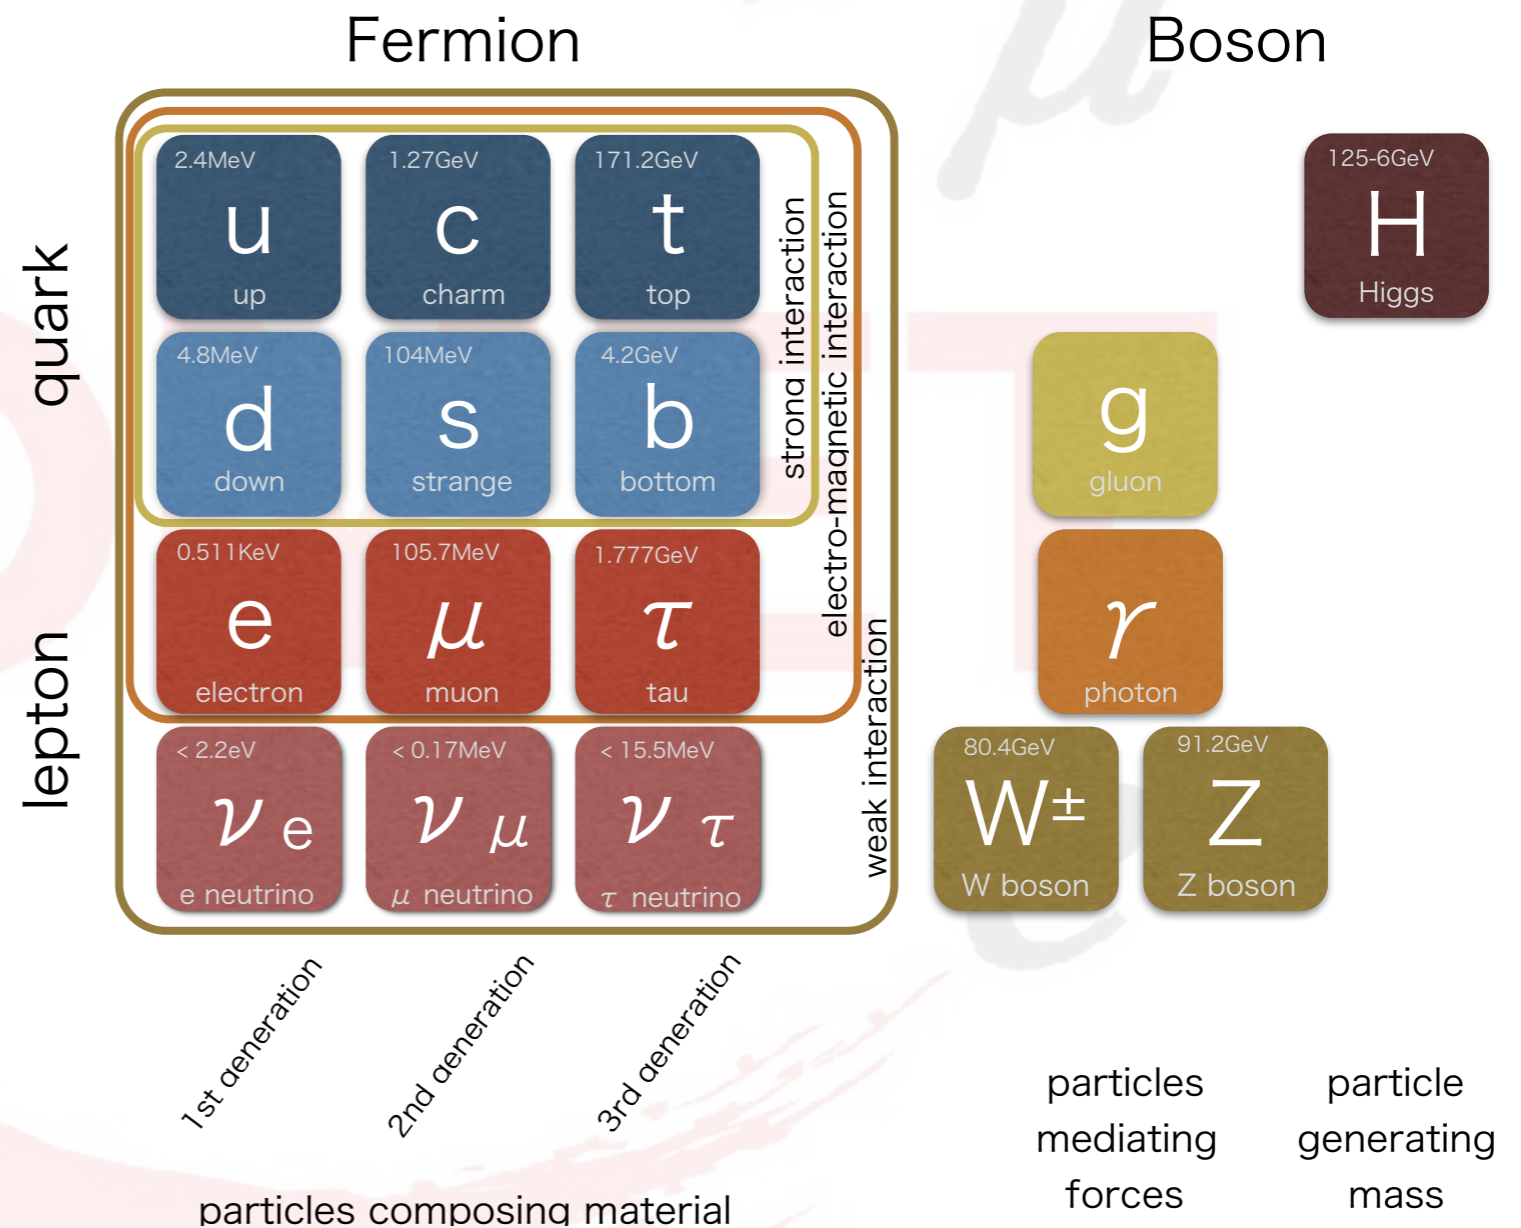 Fermion
Boson
quark
lepton
2.4MeV
u
up
1.27GeV
c
charm
171.2GeV
t
top
4.8MeV
d
down
104MeV
s
strange
4.2GeV
b
bottom
0.511KeV
e
electron
105.7MeV
μ
muon
1.777GeV
τ
tau
< 2.2eV
ν e
e neutrino
< 0.17MeV
ν μ
μ neutrino
< 15.5MeV
ν τ
τ neutrino
strong interaction
electro-magnetic interaction
weak interaction
125-6GeV
H
Higgs
g
gluon
γ
photon
80.4GeV
W±
W boson
91.2GeV
Z
Z boson
1st generation
2nd generation
3rd generation
particles composing material
particles
mediating
forces
particle
generating
mass